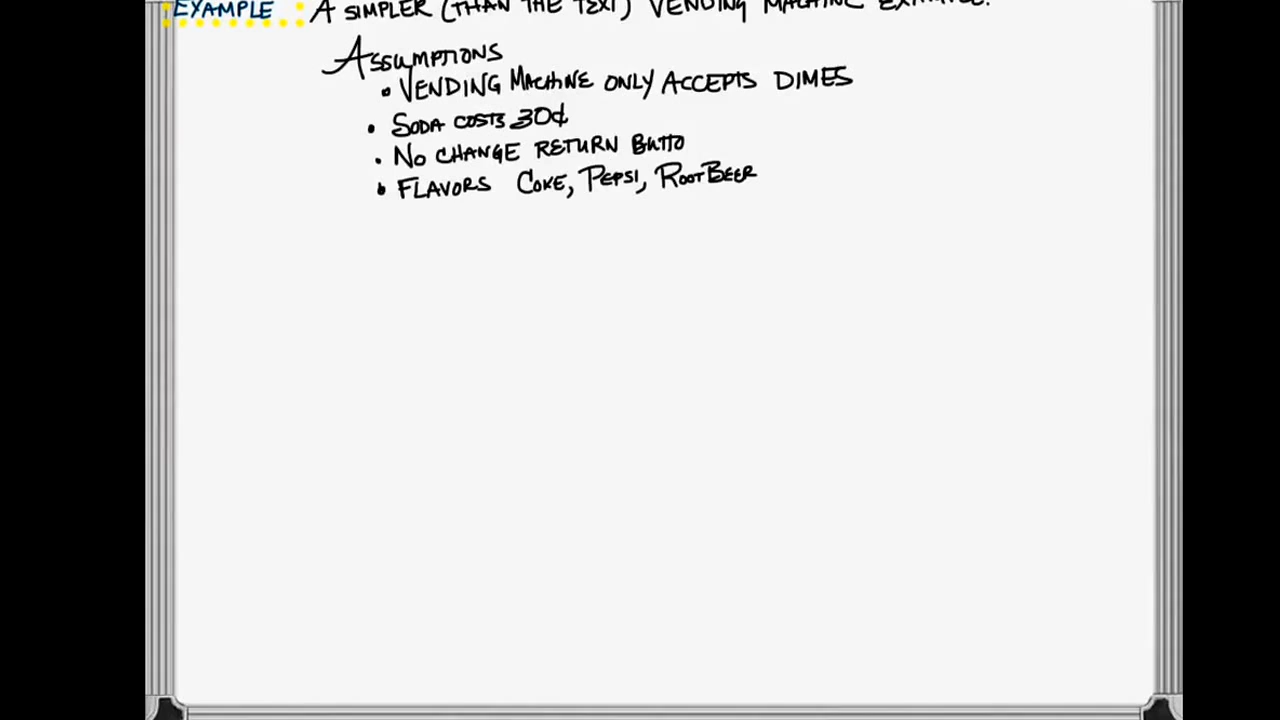 EXAMPLE A SIMPLER (THAN THE TEXT) VENDING MACHINE EXAMPLE.
ASSUMPTIONS
• VENDING MACHINE ONLY ACCEPTS DIMES
• SODA COSTS 30¢
• NO CHANGE RETURN BUTTO
• FLAVORS COKE, PEPSI, ROOTBEER